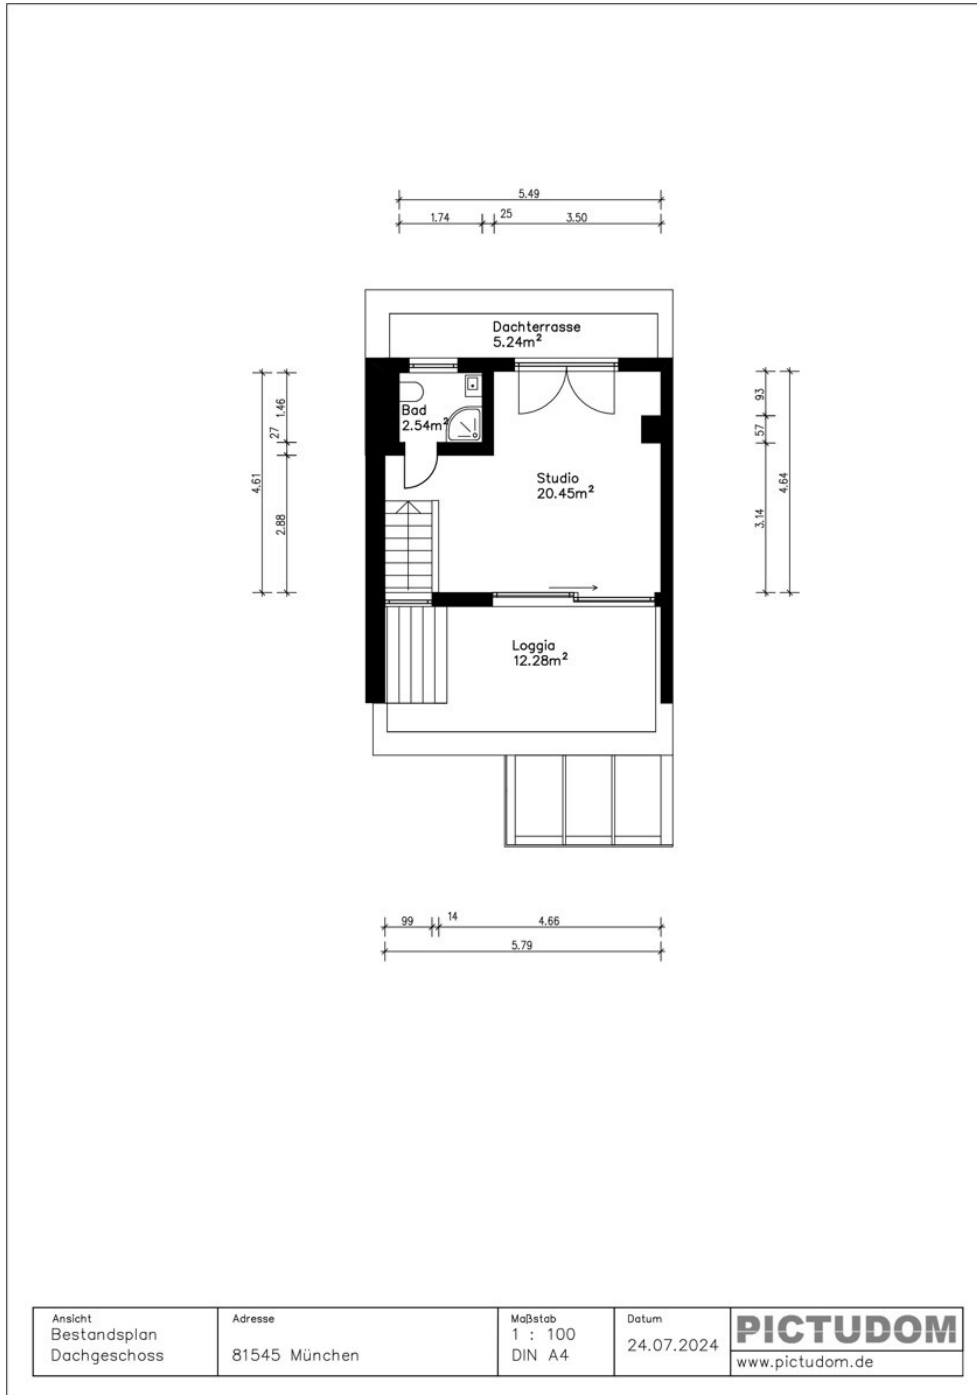 5.49
1.74
25
3.50
Dachterrasse
5.24m²
Bad
2.54m²
Studio
20.45m²
Loggia
12.28m²
4.61
1.46
27
2.88
93
57
3.14
4.64
99
14
4.66
5.79
Ansicht
Bestandsplan
Dachgeschoss
Adresse
81545 München
Maßstab
1 : 100
DIN A4
Datum
24.07.2024
PICTUDOM
www.pictudom.de